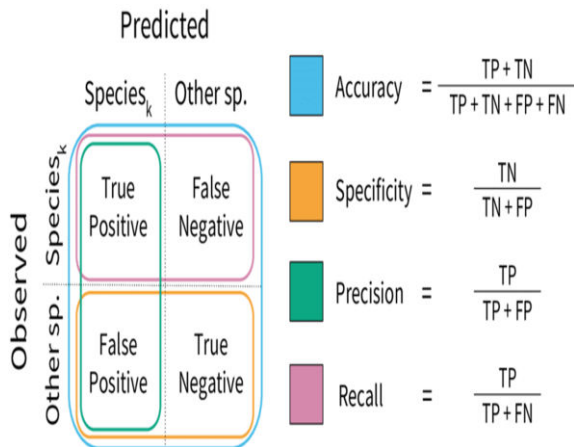 Predicted
Species_k Other sp.
Observed
Species_k
Other sp.
True
Positive
False
Negative
False
Positive
True
Negative
Accuracy = TP + TN
TP + TN + FP + FN
Specificity = TN
TN + FP
Precision = TP
TP + FP
Recall = TP
TP + FN